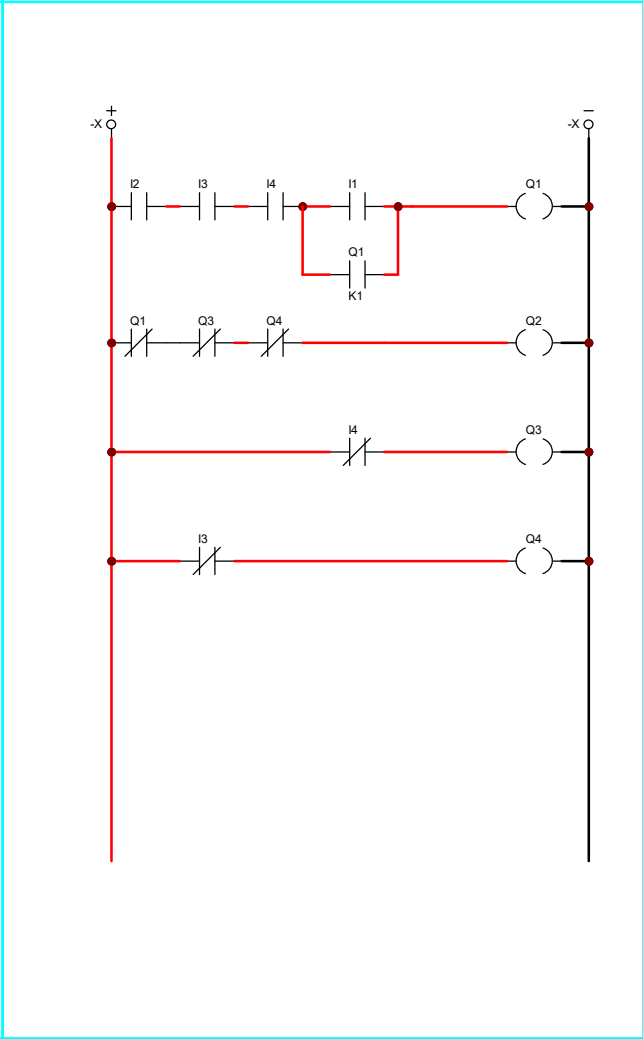 + −
-X -X
I2 I3 I4 I1 Q1
Q1
K1
Q1 Q3 Q4 Q2
I4 Q3
I3 Q4